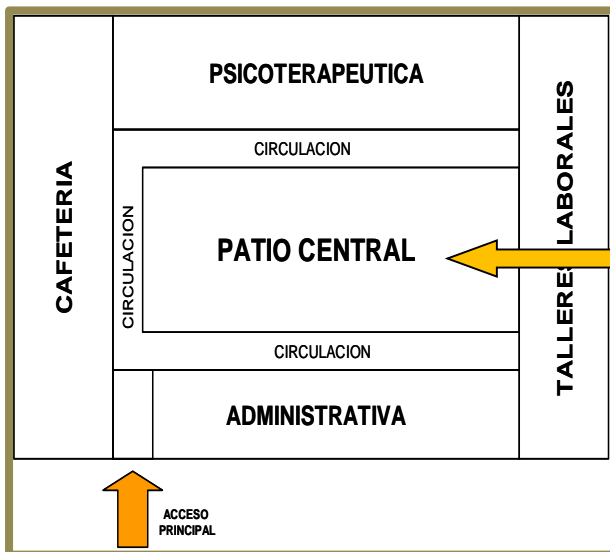 PSICOTERAPEUTICA
CIRCULACION
CAFETERIA
CIRCULACION
PATIO CENTRAL
TALLERES LABORALES
CIRCULACION
ADMINISTRATIVA
ACCESO
PRINCIPAL